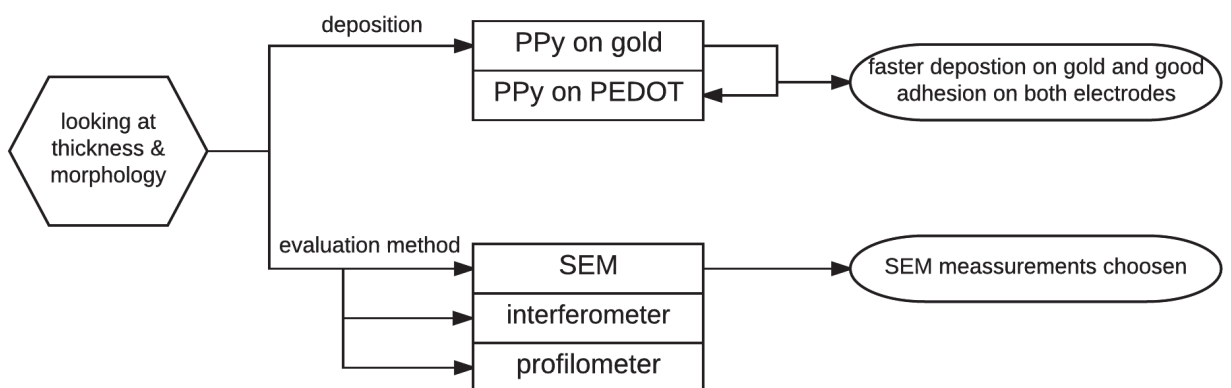 deposition
PPy on gold
PPy on PEDOT
faster depostion on gold and good
adhesion on both electrodes
looking at
thickness &
morphology
evaluation method
SEM
interferometer
profilometer
SEM meassurements choosen